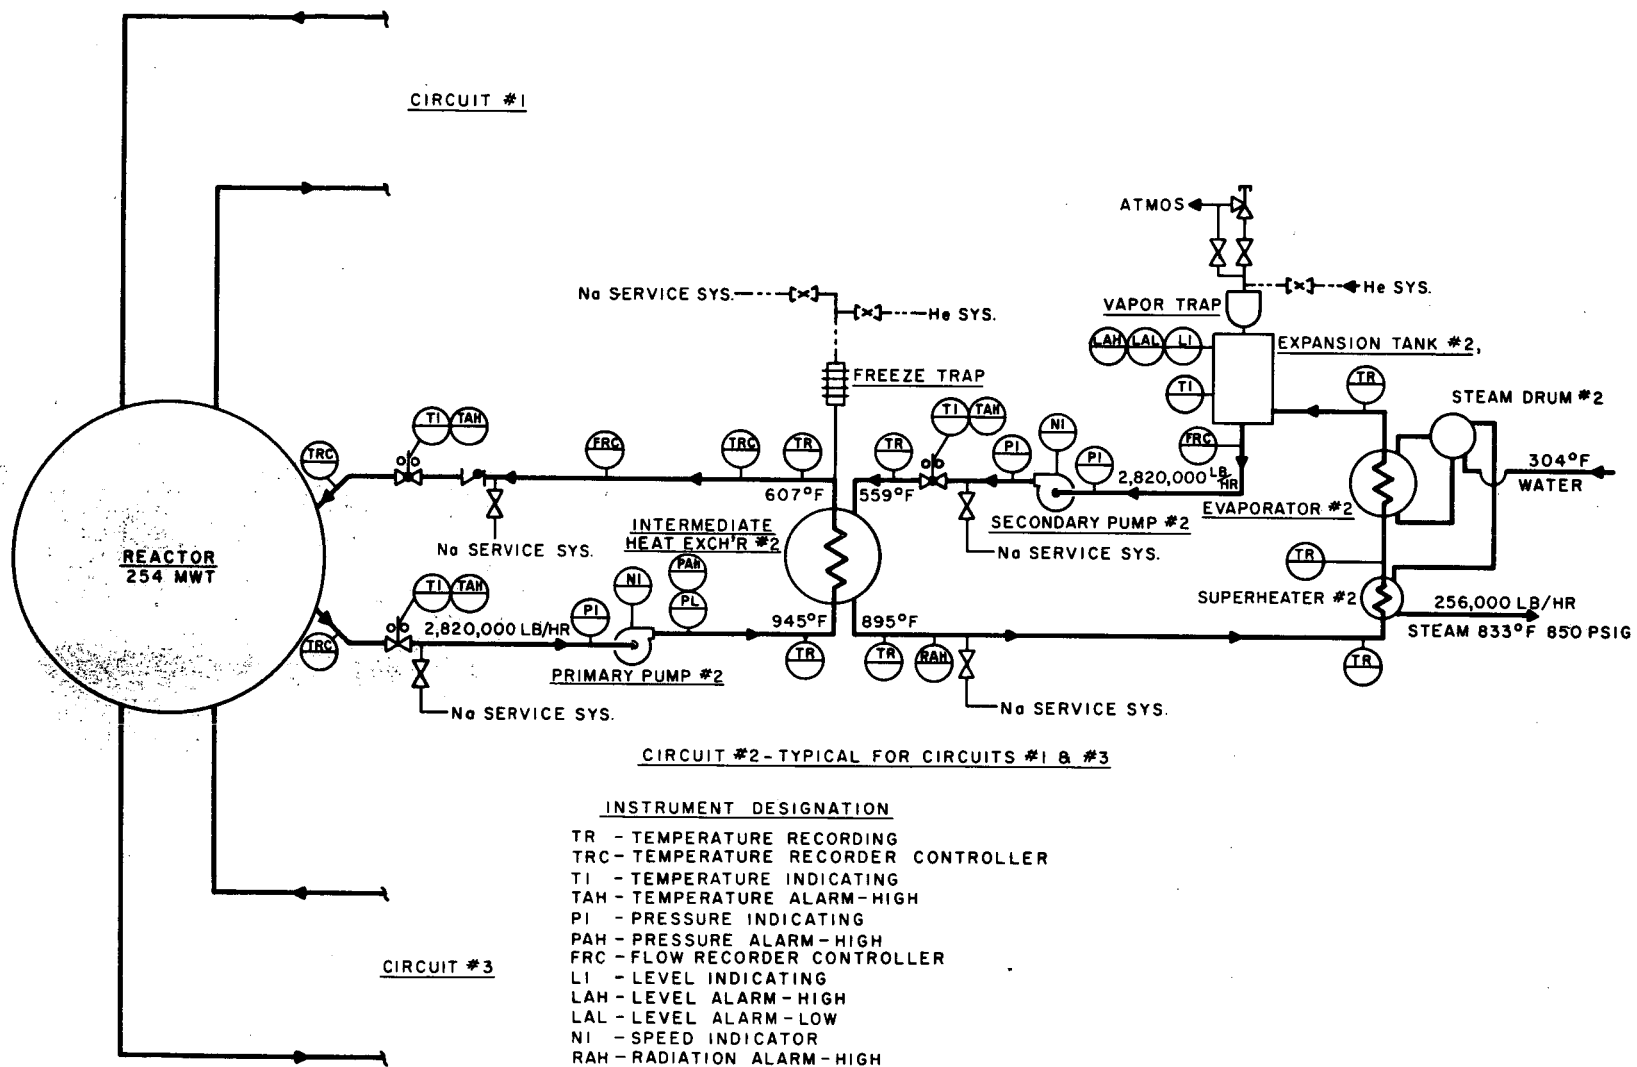 CIRCUIT #1
ATMOS
Na SERVICE SYS.
He SYS.
He SYS.
VAPOR TRAP
LAH
LAL
LI
EXPANSION TANK #2,
FREEZE TRAP
TI
TR
STEAM DRUM #2
TI
TAH
TI
TAH
NI
TRC
FRC
TRC
TR
TR
PI
PI
FRC
2,820,000 LB/HR
304°F
WATER
607°F
559°F
INTERMEDIATE
HEAT EXCH'R #2
SECONDARY PUMP #2
EVAPORATOR #2
Na SERVICE SYS.
Na SERVICE SYS.
REACTOR
254 MWT
TR
TI
TAH
NI
PAH
PL
PI
SUPERHEATER #2
256,000 LB/HR
STEAM 833°F 850 PSIG
2,820,000 LB/HR
945°F
895°F
TRC
TR
TR
RAH
TR
PRIMARY PUMP #2
Na SERVICE SYS.
Na SERVICE SYS.
CIRCUIT #2-TYPICAL FOR CIRCUITS #1 & #3
INSTRUMENT DESIGNATION
TR - TEMPERATURE RECORDING
TRC - TEMPERATURE RECORDER CONTROLLER
TI - TEMPERATURE INDICATING
TAH - TEMPERATURE ALARM-HIGH
PI - PRESSURE INDICATING
PAH - PRESSURE ALARM-HIGH
FRC - FLOW RECORDER CONTROLLER
LI - LEVEL INDICATING
LAH - LEVEL ALARM-HIGH
LAL - LEVEL ALARM-LOW
NI - SPEED INDICATOR
RAH - RADIATION ALARM-HIGH
CIRCUIT #3